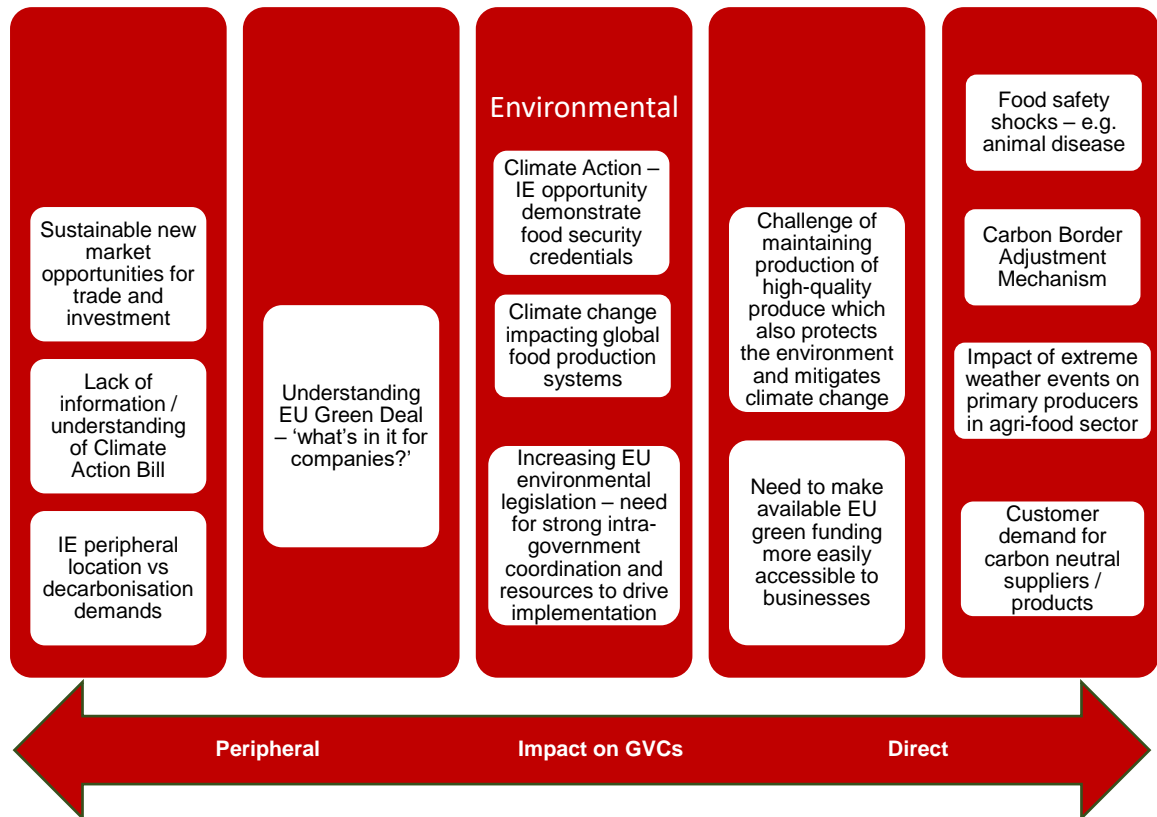 Sustainable new
market
opportunities for
trade and
investment
Lack of
information /
understanding
of Climate
Action Bill
IE peripheral
location vs
decarbonisation
demands
Understanding
EU Green Deal
– ‘what’s in it for
companies?’
Environmental
Climate Action –
IE opportunity
demonstrate
food security
credentials
Climate change
impacting global
food production
systems
Increasing EU
environmental
legislation – need
for strong intra-
government
coordination and
resources to drive
implementation
Challenge of
maintaining
production of
high-quality
produce which
also protects
the environment
and mitigates
climate change
Need to make
available EU
green funding
more easily
accessible to
businesses
Food safety
shocks – e.g.
animal disease
Carbon Border
Adjustment
Mechanism
Impact of extreme
weather events on
primary producers
in agri-food sector
Customer
demand for
carbon neutral
suppliers /
products
Peripheral
Impact on GVCs
Direct